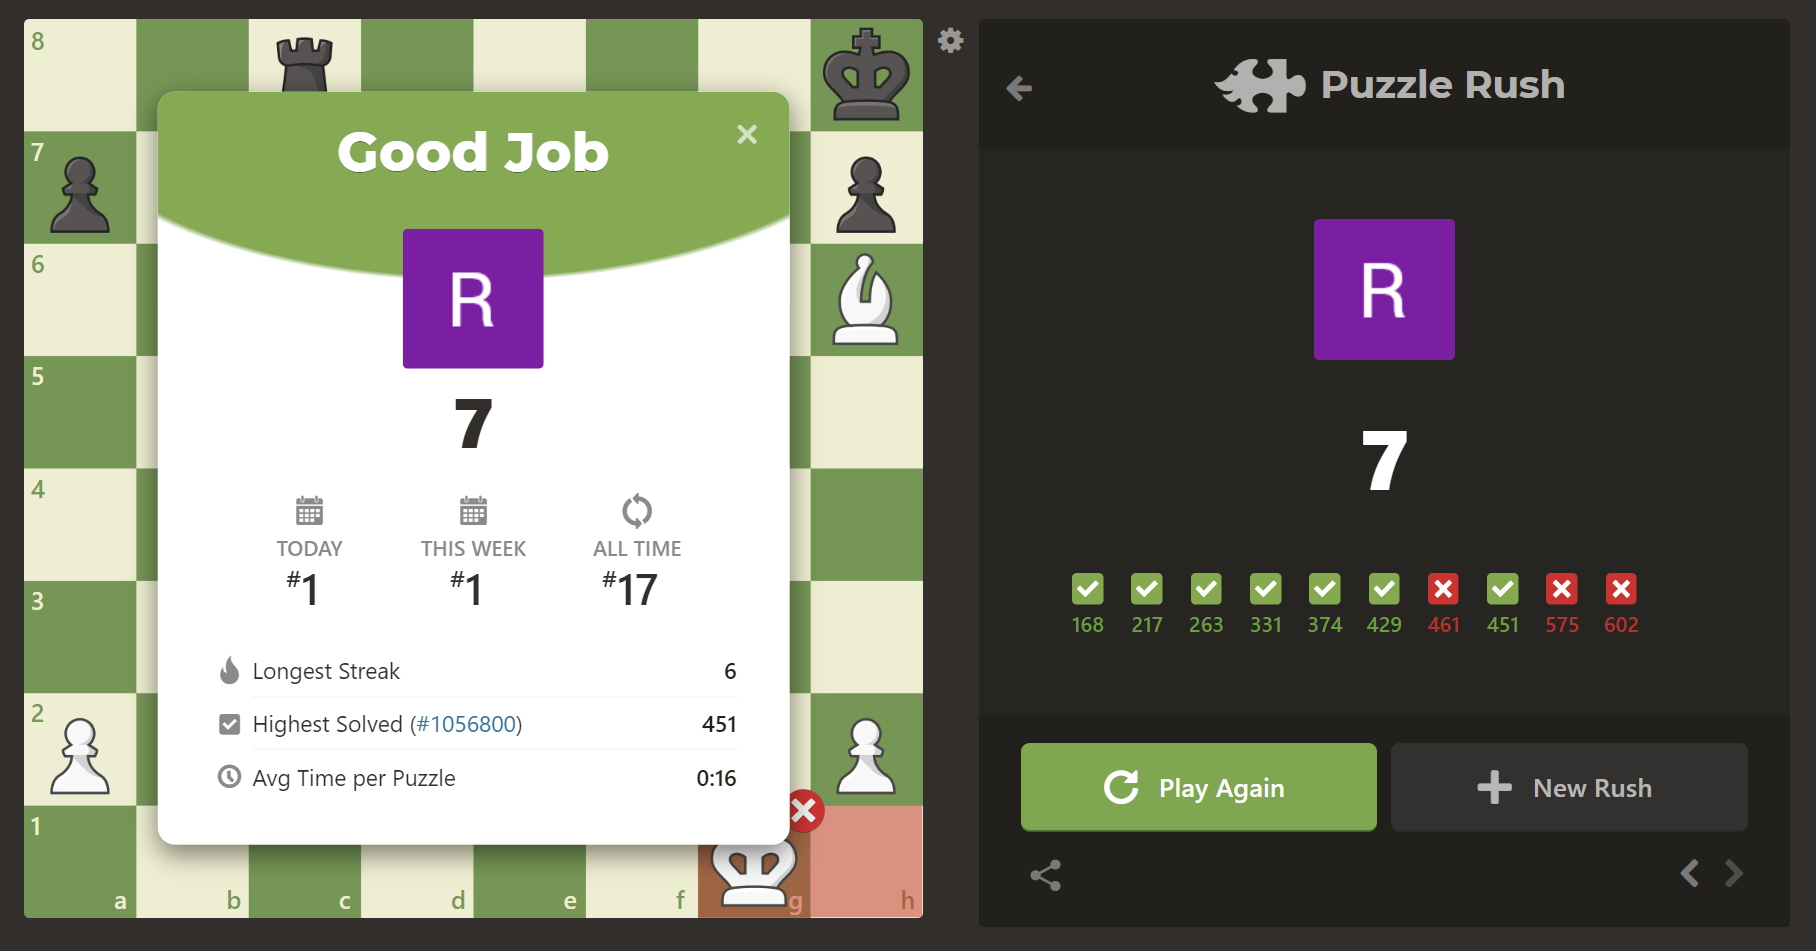 8
7
6
5
4
3
2
1
a b c d e f g h
Good Job
R
7
TODAY
#1
THIS WEEK
#1
ALL TIME
#17
Longest Streak 6
Highest Solved (#1056800) 451
Avg Time per Puzzle 0:16
Puzzle Rush
R
7
168 217 263 331 374 429 461 451 575 602
Play Again
New Rush